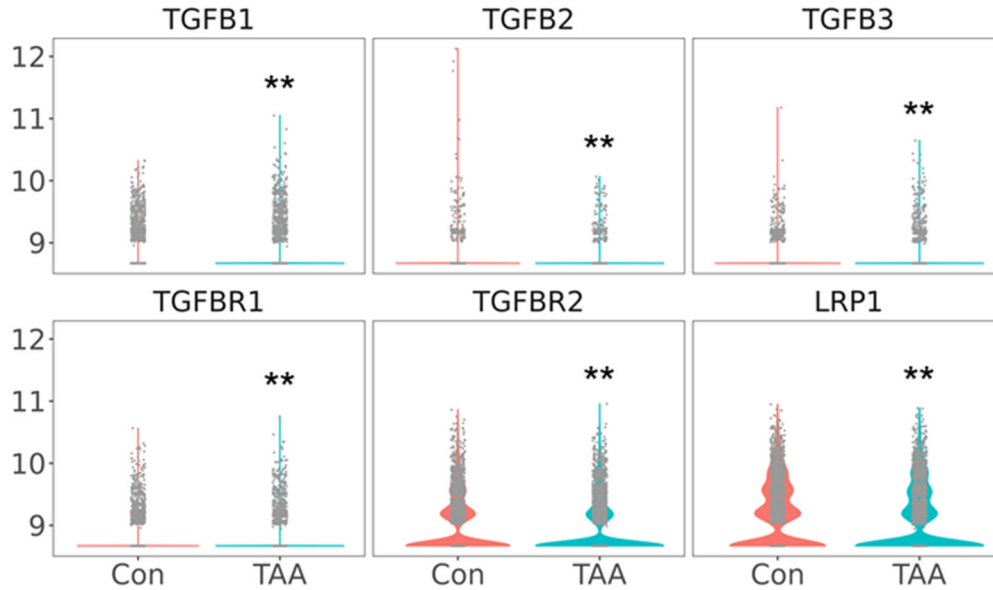 TGFB1 TGFB2 TGFB3
12
11
10
9
** ** **
TGFBR1 TGFBR2 LRP1
12
11
10
9
** ** **
Con TAA Con TAA Con TAA